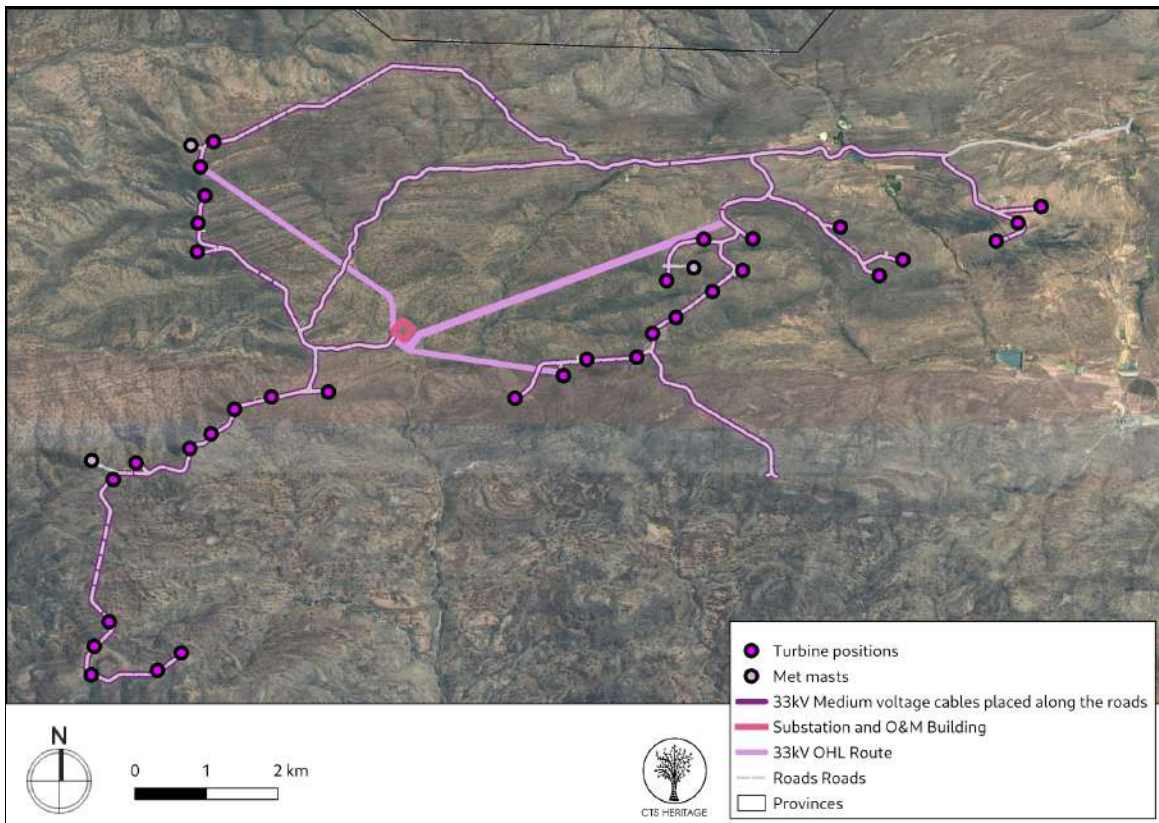 Turbine positions
Met masts
33kV Medium voltage cables placed along the roads
Substation and O&M Building
33kV OHL Route
Roads Roads
Provinces
N
0 1 2 km
CTS HERITAGE